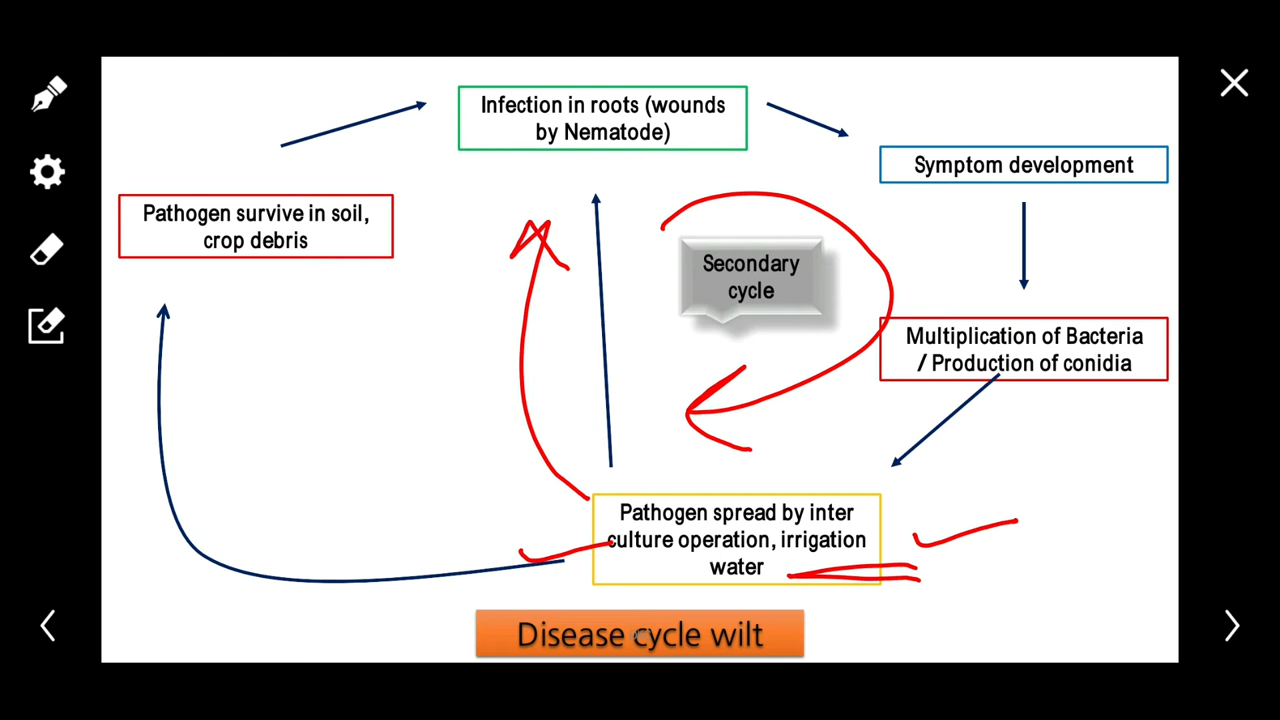 Infection in roots (wounds
by Nematode)
Symptom development
Pathogen survive in soil,
crop debris
Secondary
cycle
Multiplication of Bacteria
/ Production of conidia
Pathogen spread by inter
culture operation, irrigation
water
Disease cycle wilt